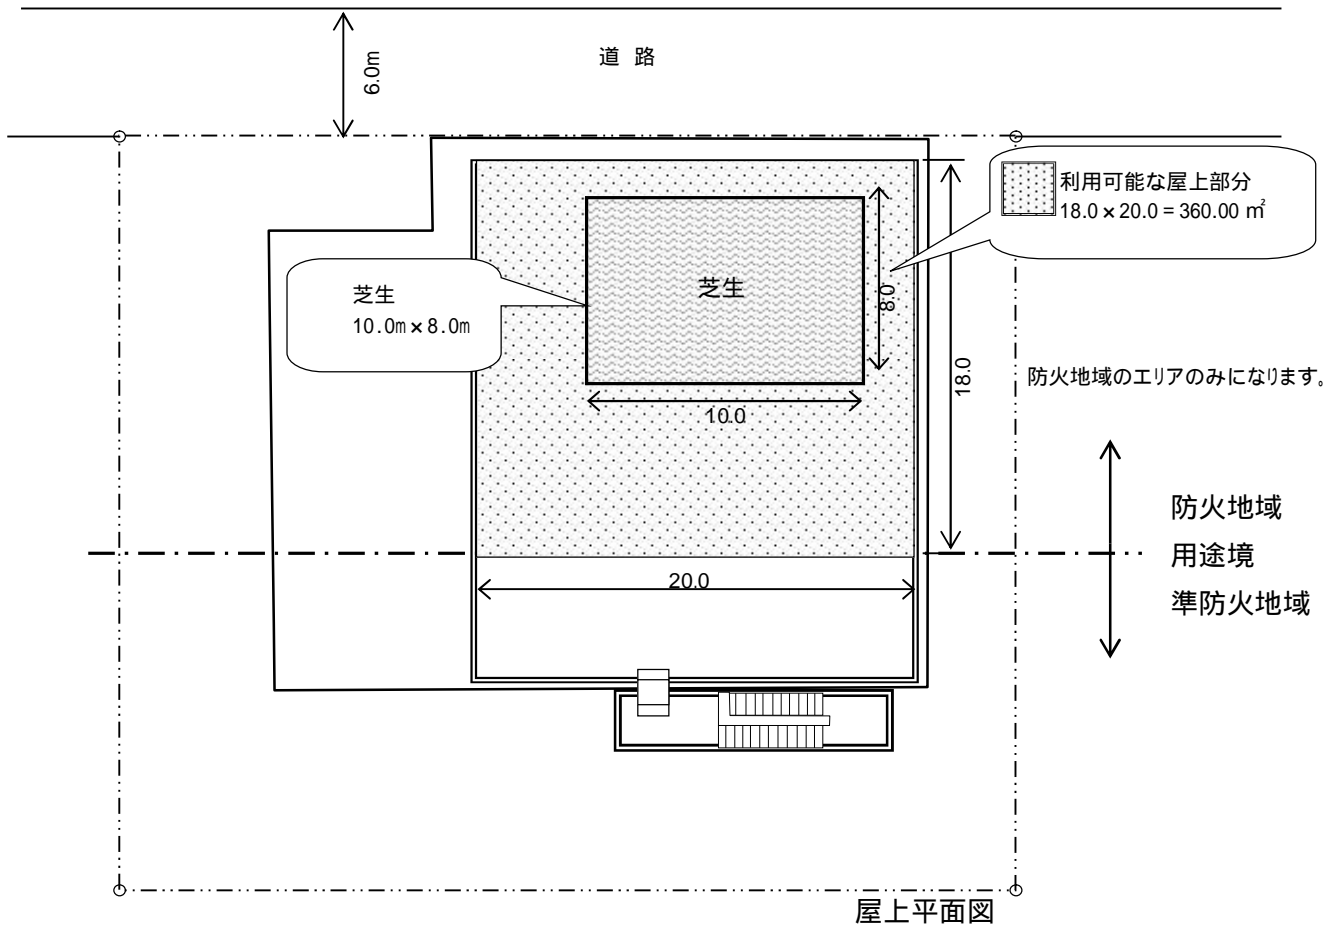 道 路
6.0m
利用可能な屋上部分
18.0×20.0=360.00 ㎡
芝生
8.0
芝生
10.0m×8.0m
18.0
防火地域のエリアのみになります。
10.0
防火地域
用途境
準防火地域
20.0
屋上平面図